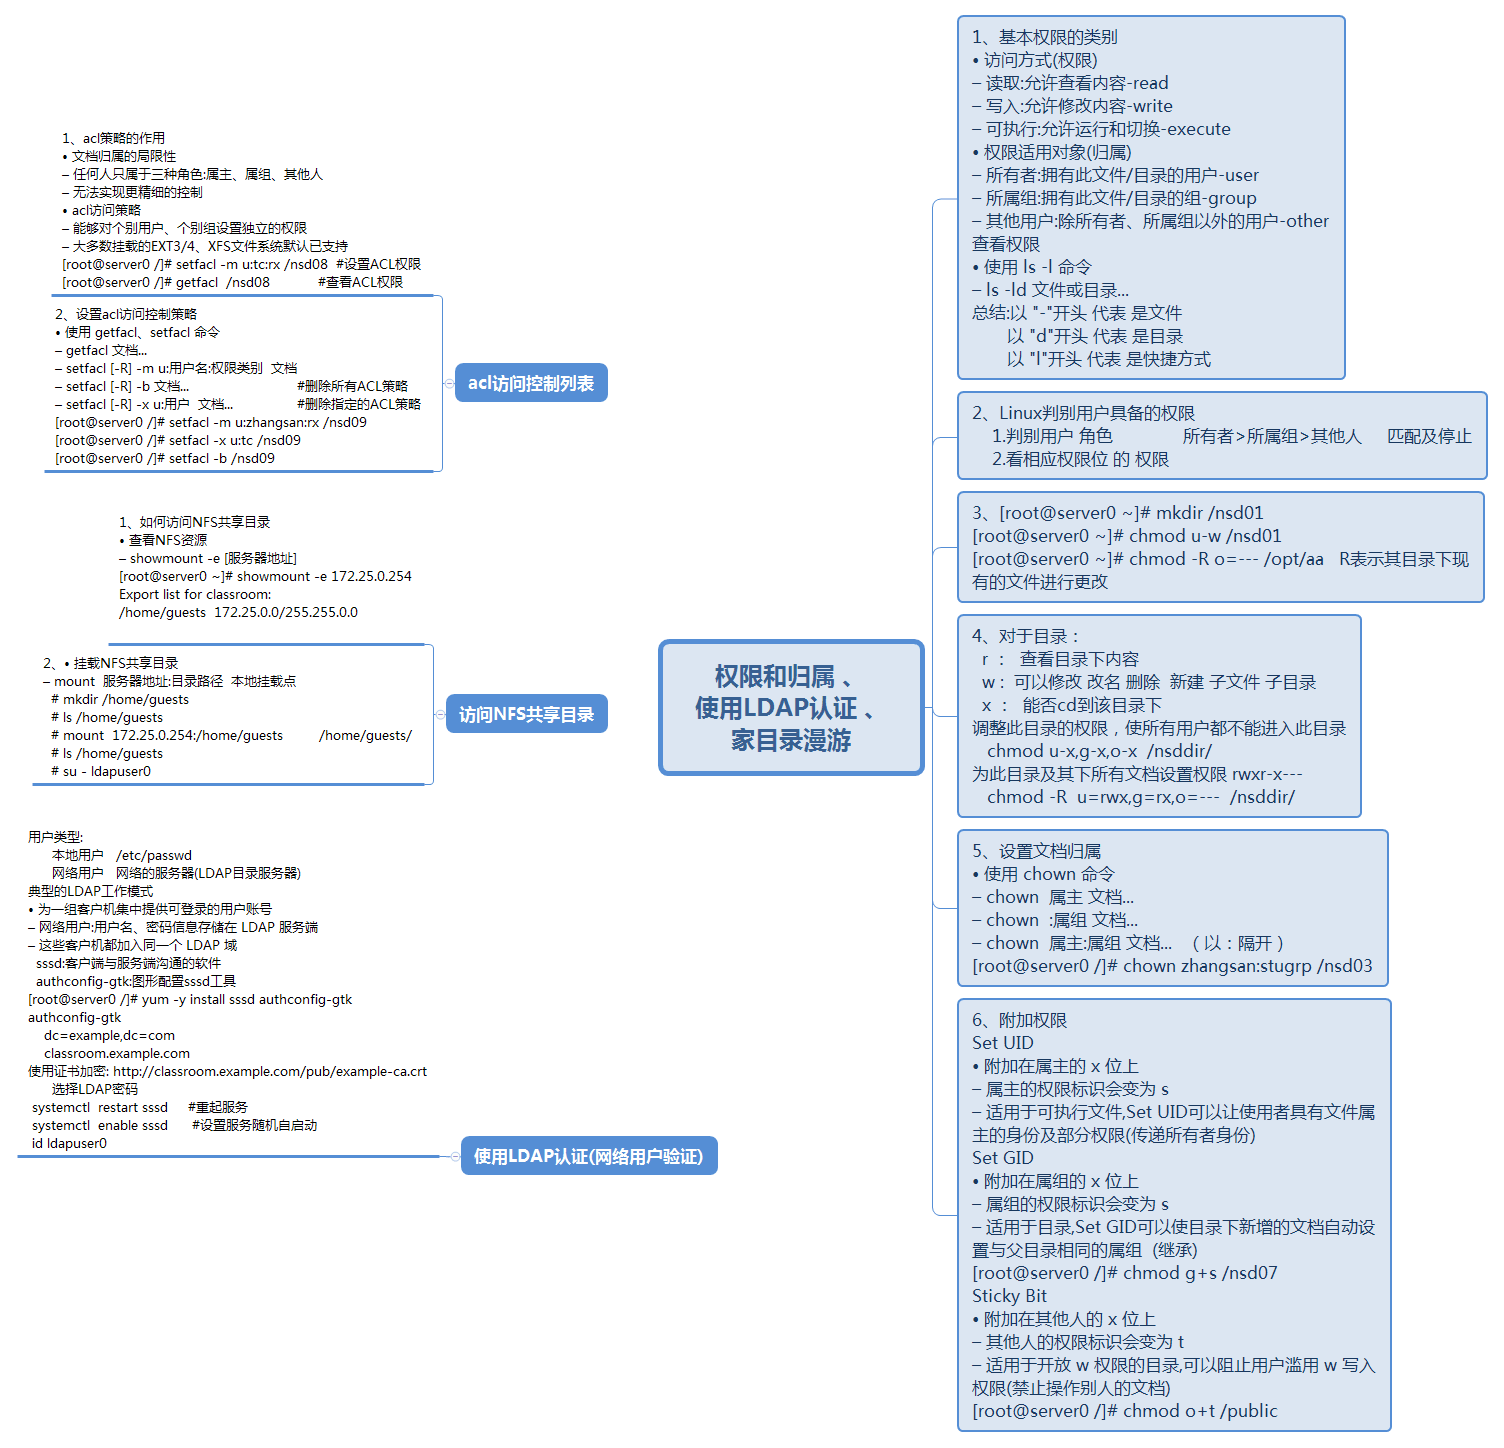 权限和归属 、
使用LDAP认证 、
家目录漫游
1、基本权限的类别
• 访问方式(权限)
– 读取:允许查看内容-read
– 写入:允许修改内容-write
– 可执行:允许运行和切换-execute
• 权限适用对象(归属)
– 所有者:拥有此文件/目录的用户-user
– 所属组:拥有此文件/目录的组-group
– 其他用户:除所有者、所属组以外的用户-other
查看权限
• 使用 ls -l 命令
– ls -ld 文件或目录...
总结:以 "-"开头 代表 是文件
以 "d"开头 代表 是目录
以 "l"开头 代表 是快捷方式
2、Linux判别用户具备的权限
1.判别用户 角色 所有者>所属组>其他人 匹配及停止
2.看相应权限位 的 权限
3、[root@server0 ~]# mkdir /nsd01
[root@server0 ~]# chmod u-w /nsd01
[root@server0 ~]# chmod -R o=--- /opt/aa R表示其目录下现
有的文件进行更改
4、对于目录：
r ： 查看目录下内容
w : 可以修改 改名 删除 新建 子文件 子目录
x ： 能否cd到该目录下
调整此目录的权限，使所有用户都不能进入此目录
chmod u-x,g-x,o-x /nsddir/
为此目录及其下所有文档设置权限 rwxr-x---
chmod -R u=rwx,g=rx,o=--- /nsddir/
5、设置文档归属
• 使用 chown 命令
– chown 属主 文档...
– chown :属组 文档...
– chown 属主:属组 文档... （以：隔开）
[root@server0 /]# chown zhangsan:stugrp /nsd03
6、附加权限
Set UID
• 附加在属主的 x 位上
– 属主的权限标识会变为 s
– 适用于可执行文件,Set UID可以让使用者具有文件属
主的身份及部分权限(传递所有者身份)
Set GID
• 附加在属组的 x 位上
– 属组的权限标识会变为 s
– 适用于目录,Set GID可以使目录下新增的文档自动设
置与父目录相同的属组 (继承)
[root@server0 /]# chmod g+s /nsd07
Sticky Bit
• 附加在其他人的 x 位上
– 其他人的权限标识会变为 t
– 适用于开放 w 权限的目录,可以阻止用户滥用 w 写入
权限(禁止操作别人的文档)
[root@server0 /]# chmod o+t /public
acl访问控制列表
1、acl策略的作用
• 文档归属的局限性
– 任何人只属于三种角色:属主、属组、其他人
– 无法实现更精细的控制
• acl访问策略
– 能够对个别用户、个别组设置独立的权限
– 大多数挂载的EXT3/4、XFS文件系统默认已支持
[root@server0 /]# setfacl -m u:tc:rx /nsd08 #设置ACL权限
[root@server0 /]# getfacl /nsd08 #查看ACL权限
2、设置acl访问控制策略
• 使用 getfacl、setfacl 命令
– getfacl 文档...
– setfacl [-R] -m u:用户名:权限类别 文档
– setfacl [-R] -b 文档... #删除所有ACL策略
– setfacl [-R] -x u:用户 文档... #删除指定的ACL策略
[root@server0 /]# setfacl -m u:zhangsan:rx /nsd09
[root@server0 /]# setfacl -x u:tc /nsd09
[root@server0 /]# setfacl -b /nsd09
访问NFS共享目录
1、如何访问NFS共享目录
• 查看NFS资源
– showmount -e [服务器地址]
[root@server0 ~]# showmount -e 172.25.0.254
Export list for classroom:
/home/guests 172.25.0.0/255.255.0.0
2、• 挂载NFS共享目录
– mount 服务器地址:目录路径 本地挂载点
# mkdir /home/guests
# ls /home/guests
# mount 172.25.0.254:/home/guests /home/guests/
# ls /home/guests
# su - ldapuser0
使用LDAP认证(网络用户验证)
用户类型:
本地用户 /etc/passwd
网络用户 网络的服务器(LDAP目录服务器)
典型的LDAP工作模式
• 为一组客户机集中提供可登录的用户账号
– 网络用户:用户名、密码信息存储在 LDAP 服务端
– 这些客户机都加入同一个 LDAP 域
sssd:客户端与服务端沟通的软件
authconfig-gtk:图形配置sssd工具
[root@server0 /]# yum -y install sssd authconfig-gtk
authconfig-gtk
dc=example,dc=com
classroom.example.com
使用证书加密: http://classroom.example.com/pub/example-ca.crt
选择LDAP密码
systemctl restart sssd #重起服务
systemctl enable sssd #设置服务随机自启动
id ldapuser0